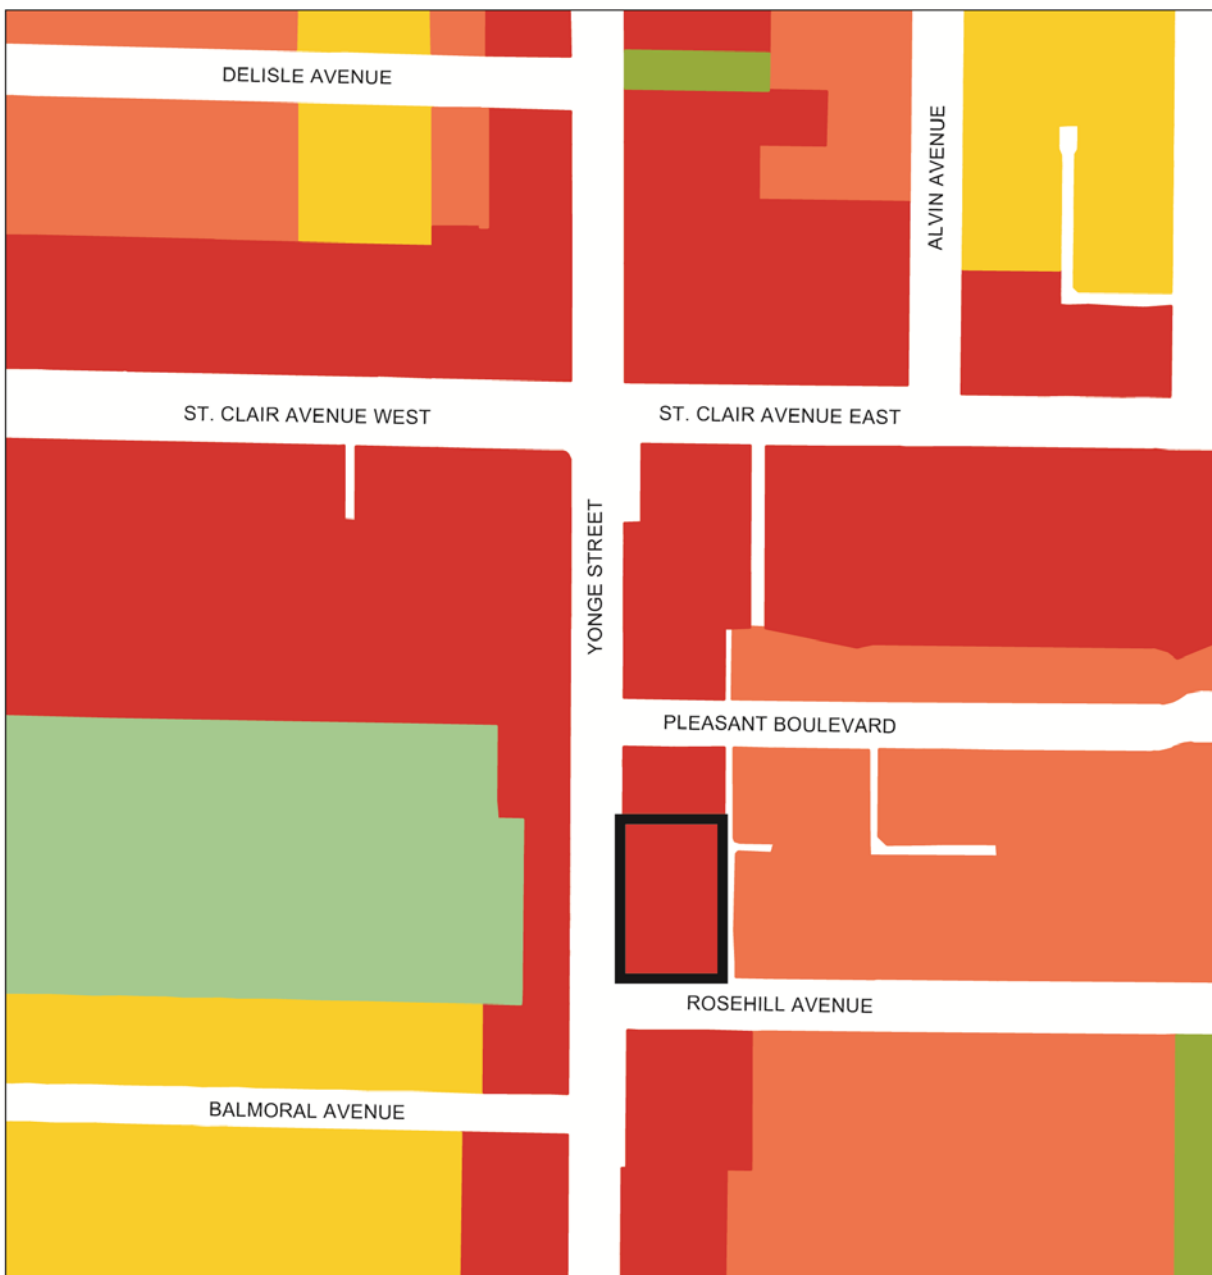 DELISLE AVENUE
ALVIN AVENUE
ST. CLAIR AVENUE WEST
ST. CLAIR AVENUE EAST
YONGE STREET
PLEASANT BOULEVARD
ROSEHILL AVENUE
BALMORAL AVENUE